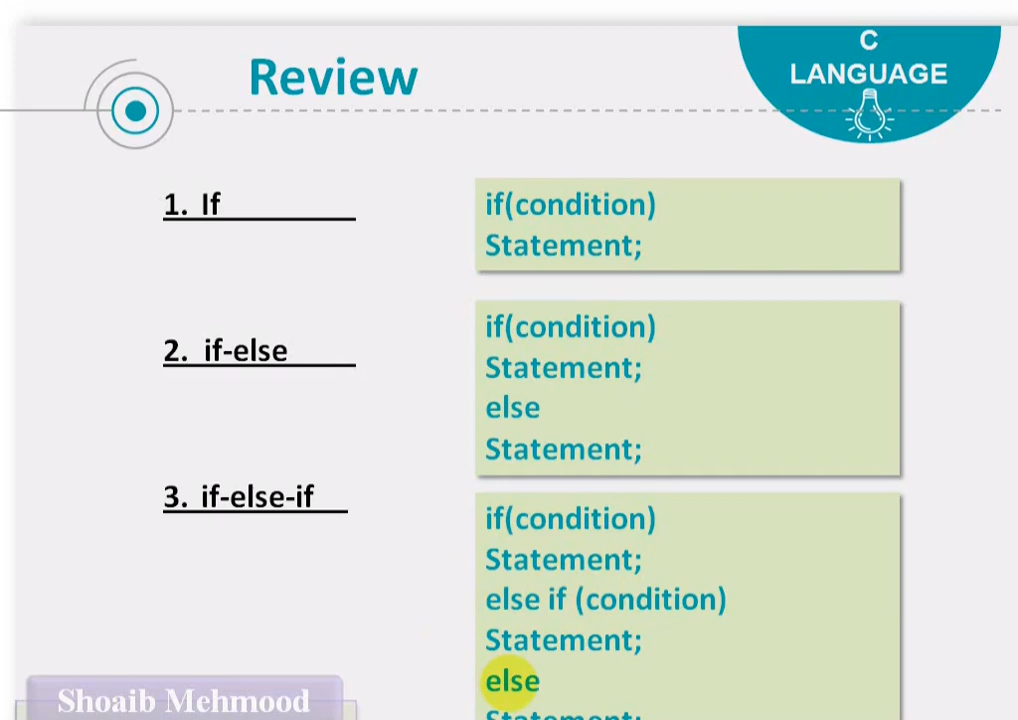 Review
C
LANGUAGE
1. If
if(condition)
Statement;
2. if-else
if(condition)
Statement;
else
Statement;
3. if-else-if
if(condition)
Statement;
else if (condition)
Statement;
else
Statement;
Shoaib Mehmood